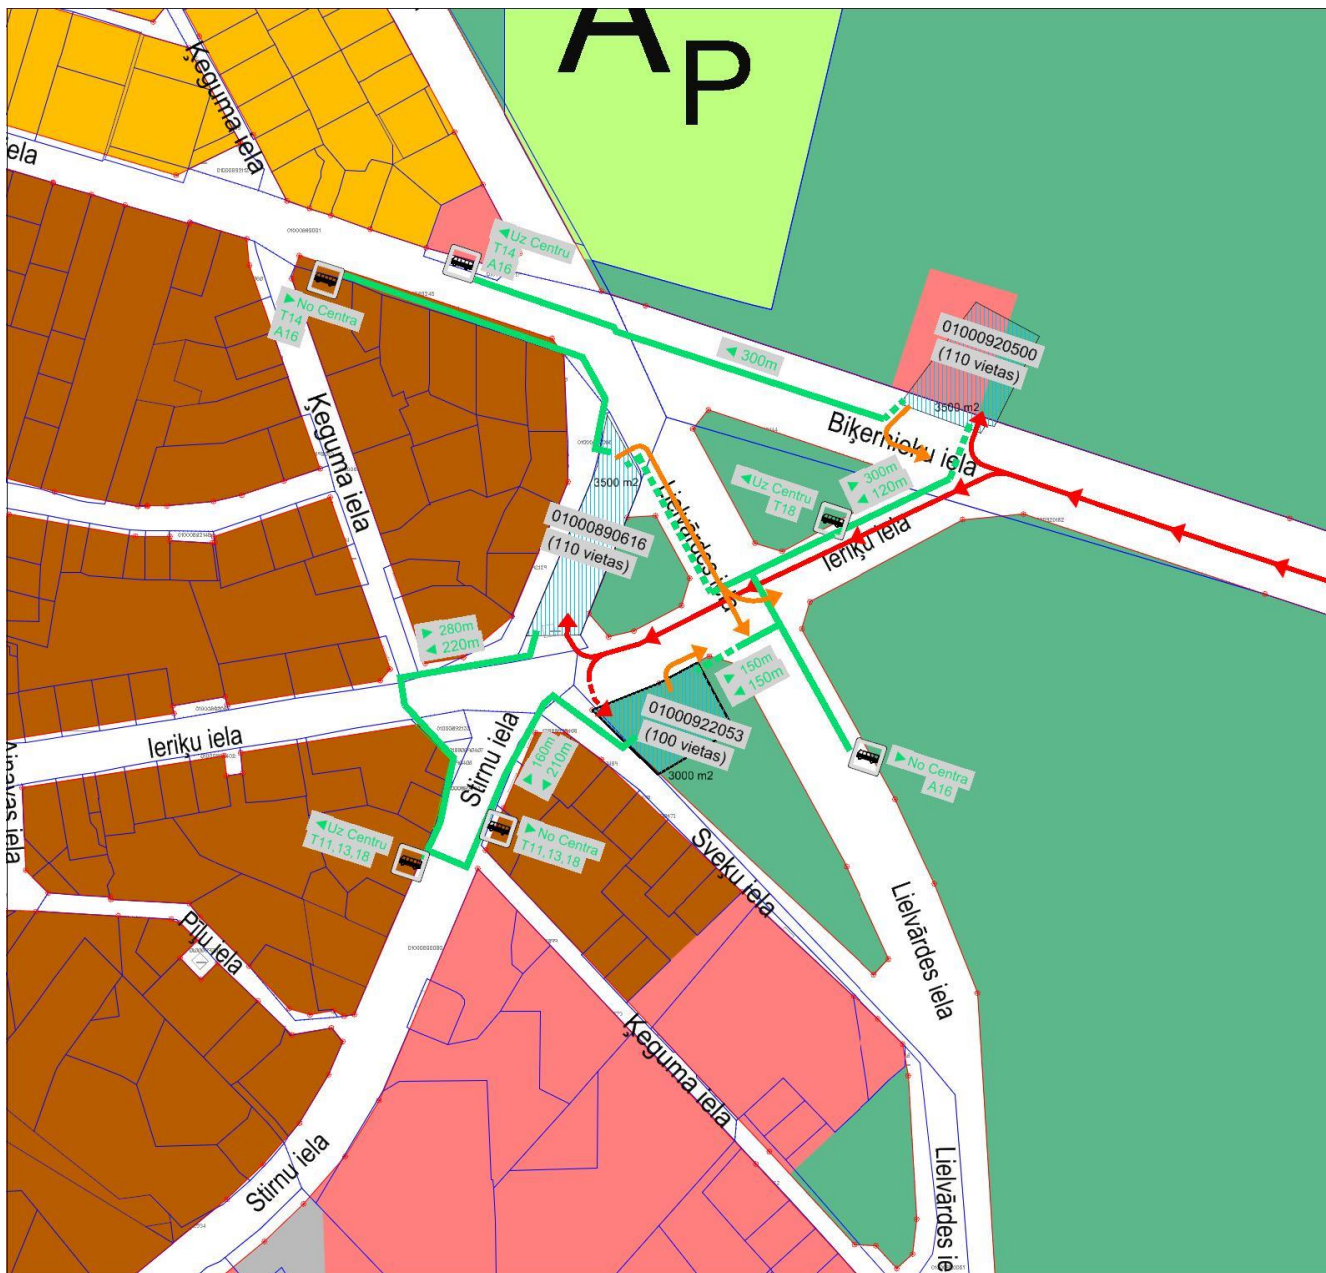 A
P
Ķeguma iela
iela
◄Uz Centru
T14
A16
►No Centra
T14
A16
◄ 300m
01000920500
(110 vietas)
3500 m2
Biķernieku iela
Ķeguma iela
► 300m
◄ 120m
◄Uz Centru
T18
3500 m2
Lielvārdes iela
Ieriķu iela
01000890616
(110 vietas)
► 280m
◄ 220m
► 150m
◄ 150m
01000922053
(100 vietas)
3000 m2
Ieriķu iela
Stirnu iela
► 160m
◄ 210m
►No Centra
A16
◄Uz Centru
T11,13,18
►No Centra
T11,13,18
Sveķu iela
Lielvārdes iela
Pīļu iela
Ķeguma iela
Stirnu iela
Lielvārdes ie